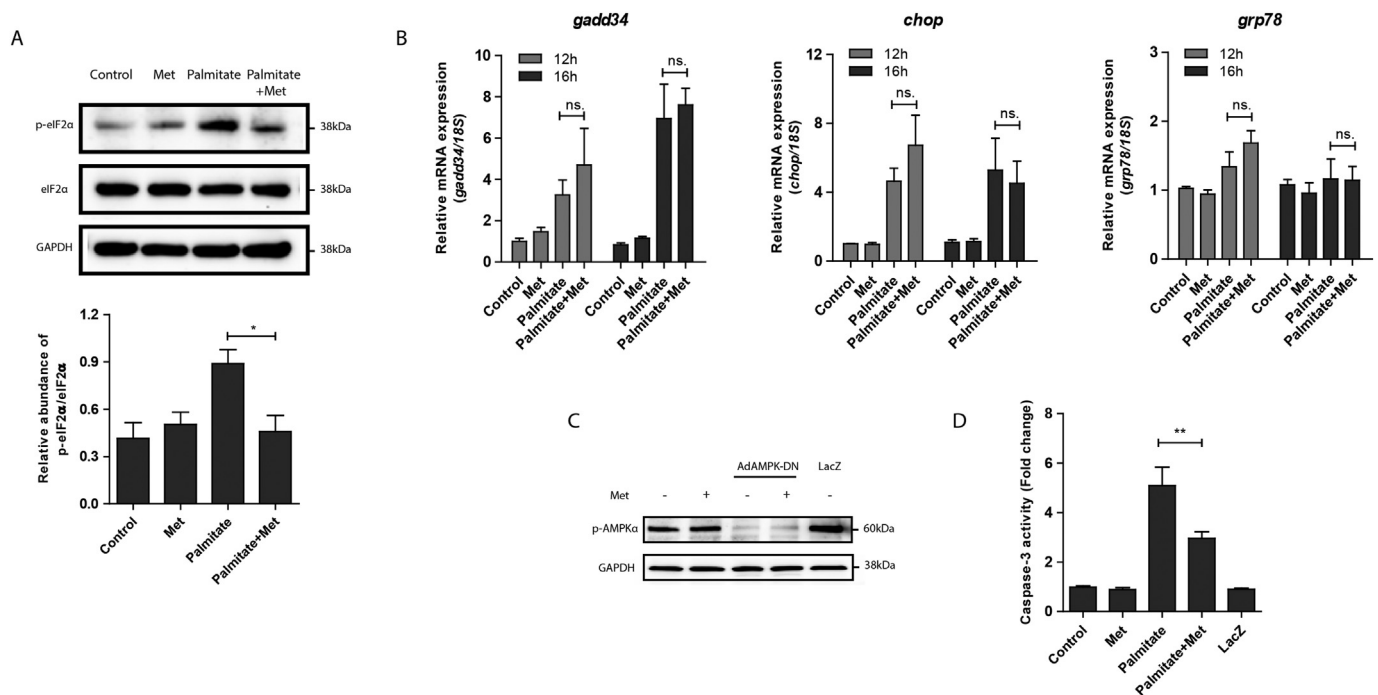 A
Control Met Palmitate Palmitate
+Met
p-eIF2α 38kDa
eIF2α 38kDa
GAPDH 38kDa
Relative abundance of
p-eIF2α/eIF2α
1.2
0.9
0.6
0.3
0.0
*
Control
Met
Palmitate
Palmitate+Met
B
gadd34
Relative mRNA expression
(gadd34/18S)
10
8
6
4
2
0
12h
16h
ns.
ns.
Control
Met
Palmitate
Palmitate+Met
Control
Met
Palmitate
Palmitate+Met
chop
Relative mRNA expression
(chop/18S)
12
8
4
0
12h
16h
ns.
ns.
Control
Met
Palmitate
Palmitate+Met
Control
Met
Palmitate
Palmitate+Met
grp78
Relative mRNA expression
(grp78/18S)
3
2
1
0
12h
16h
ns.
ns.
Control
Met
Palmitate
Palmitate+Met
Control
Met
Palmitate
Palmitate+Met
C
AdAMPK-DN LacZ
Met - + - + -
p-AMPKα 60kDa
GAPDH 38kDa
D
Caspase-3 activity (Fold change)
8
6
4
2
0
**
Control
Met
Palmitate
Palmitate+Met
LacZ